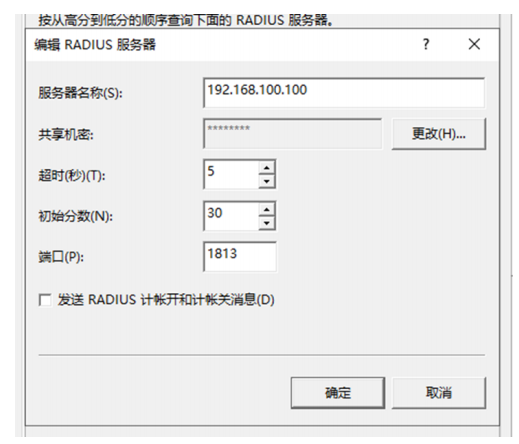 按从高分到低分的顺序查询下面的 RADIUS 服务器。
编辑 RADIUS 服务器 ? ×
服务器名称(S): 192.168.100.100
共享机密: ******** 更改(H)...
超时(秒)(T): 5
初始分数(N): 30
端口(P): 1813
发送 RADIUS 计帐开和计帐关消息(D)
确定 取消